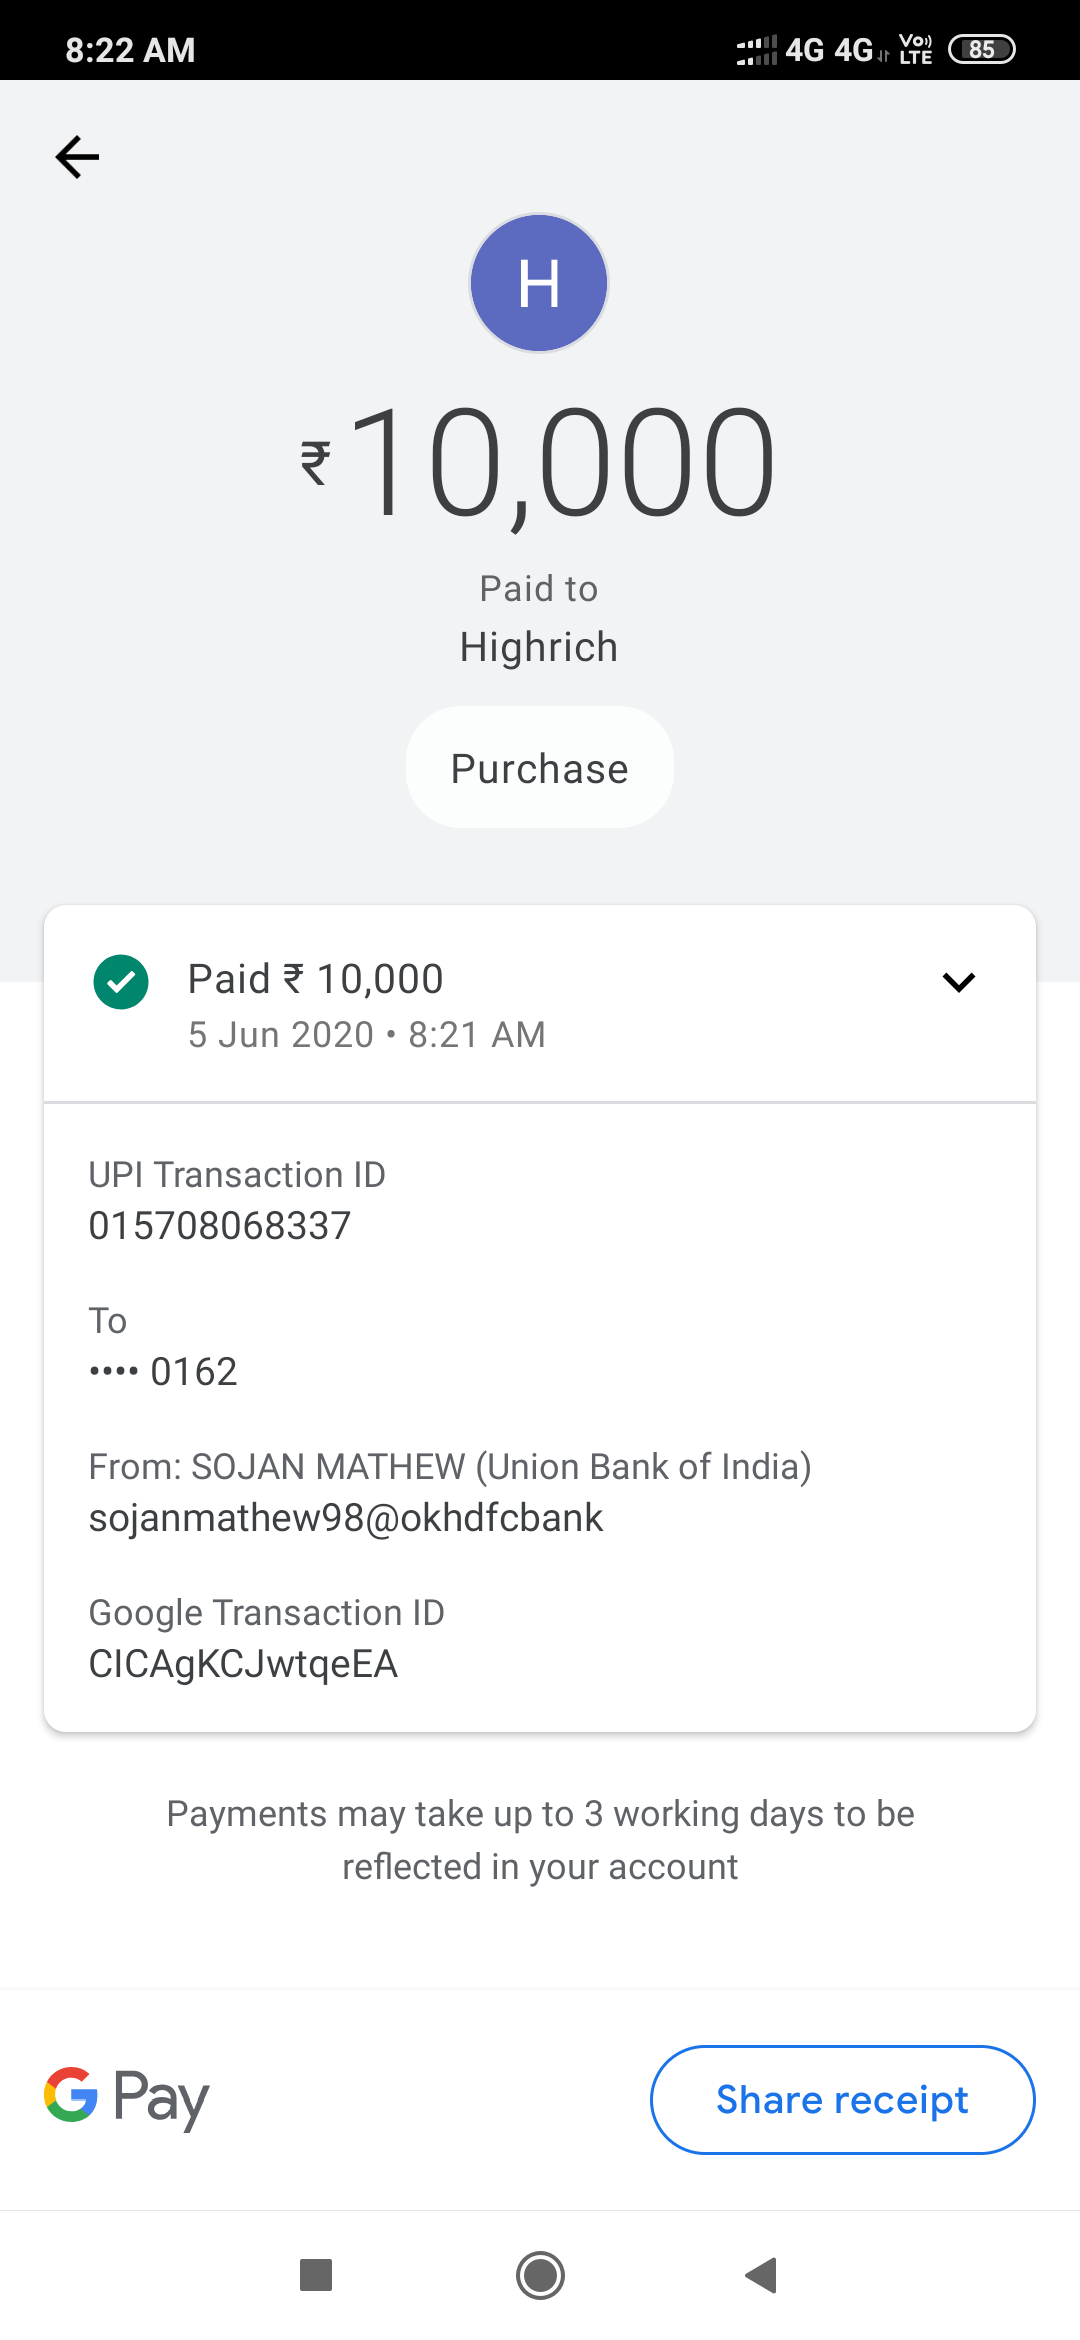 8:22 AM 4G 4G VoLTE 85
H
₹10,000
Paid to
Highrich
Purchase
Paid ₹ 10,000
5 Jun 2020 • 8:21 AM
UPI Transaction ID
015708068337
To
•••• 0162
From: SOJAN MATHEW (Union Bank of India)
sojanmathew98@okhdfcbank
Google Transaction ID
CICAgKCJwtqeEA
Payments may take up to 3 working days to be
reflected in your account
G Pay Share receipt